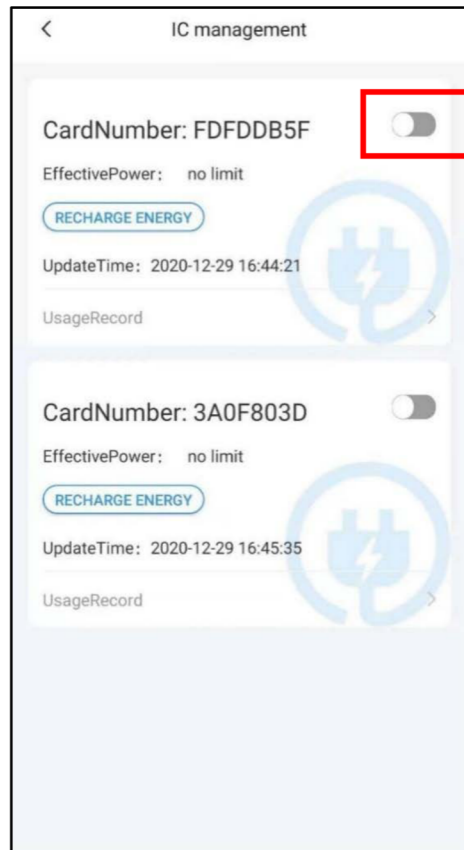 IC management
CardNumber: FDFDDB5F
EffectivePower: no limit
RECHARGE ENERGY
UpdateTime: 2020-12-29 16:44:21
UsageRecord
CardNumber: 3A0F803D
EffectivePower: no limit
RECHARGE ENERGY
UpdateTime: 2020-12-29 16:45:35
UsageRecord